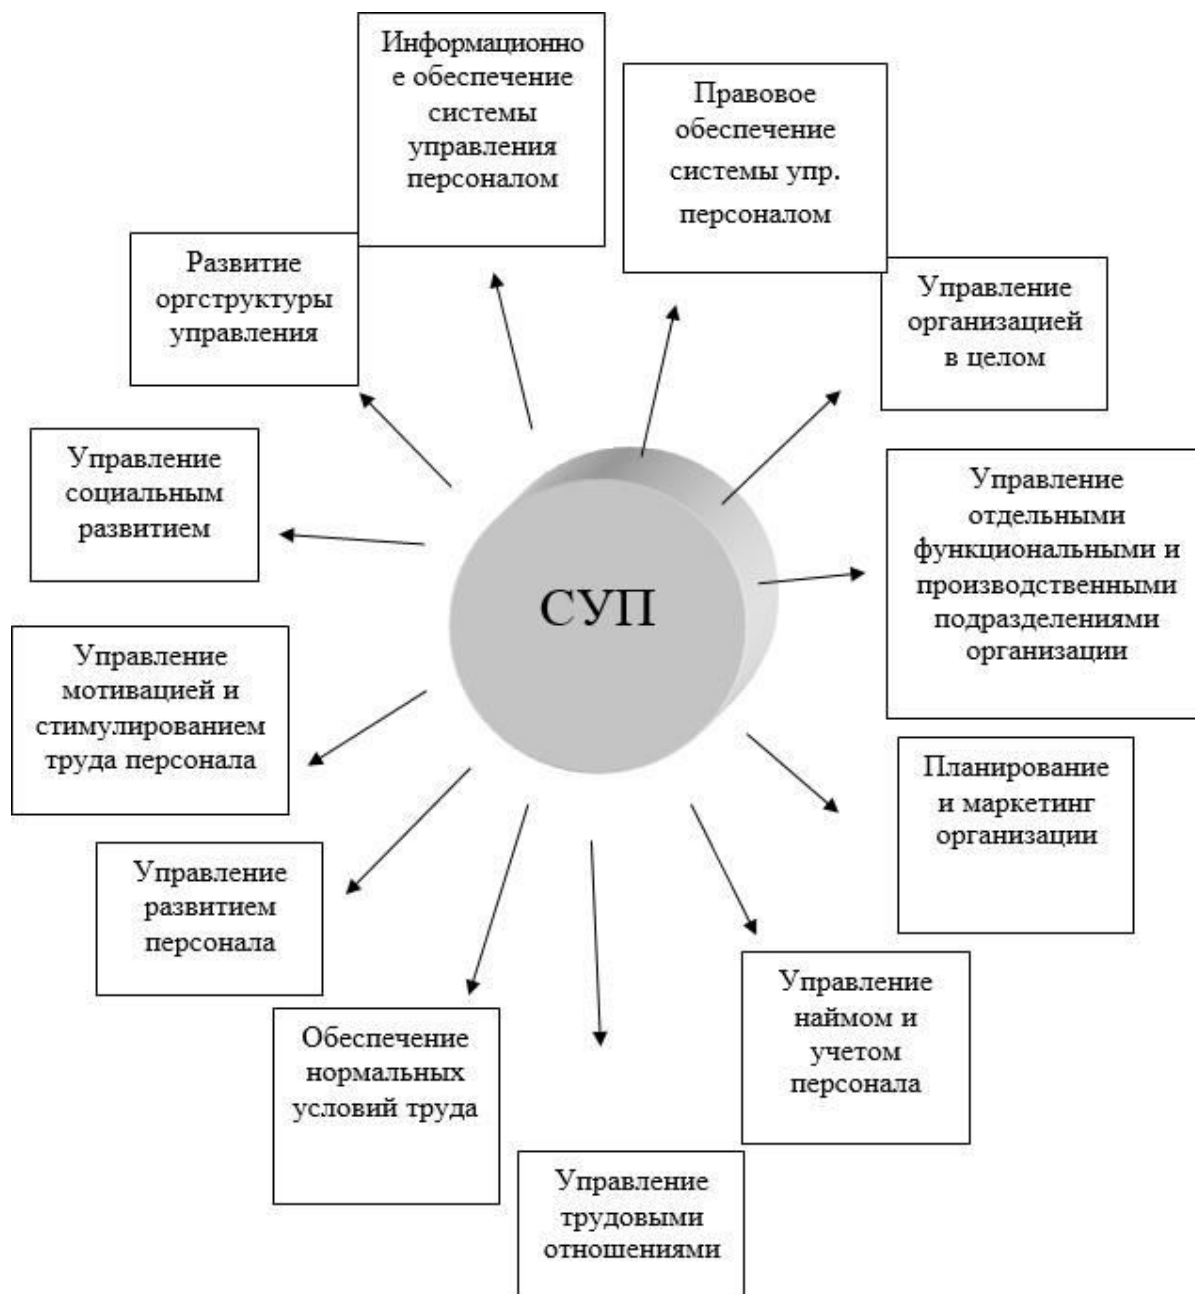 Информационно
е обеспечение
системы
управления
персоналом
Правовое
обеспечение
системы упр.
персоналом
Развитие
оргструктуры
управления
Управление
организацией
в целом
Управление
социальным
развитием
Управление
отдельными
функциональными и
производственными
подразделениями
организации
СУП
Управление
мотивацией и
стимулированием
труда персонала
Планирование
и маркетинг
организации
Управление
развитием
персонала
Управление
наймом и
учетом
персонала
Обеспечение
нормальных
условий труда
Управление
трудовыми
отношениями